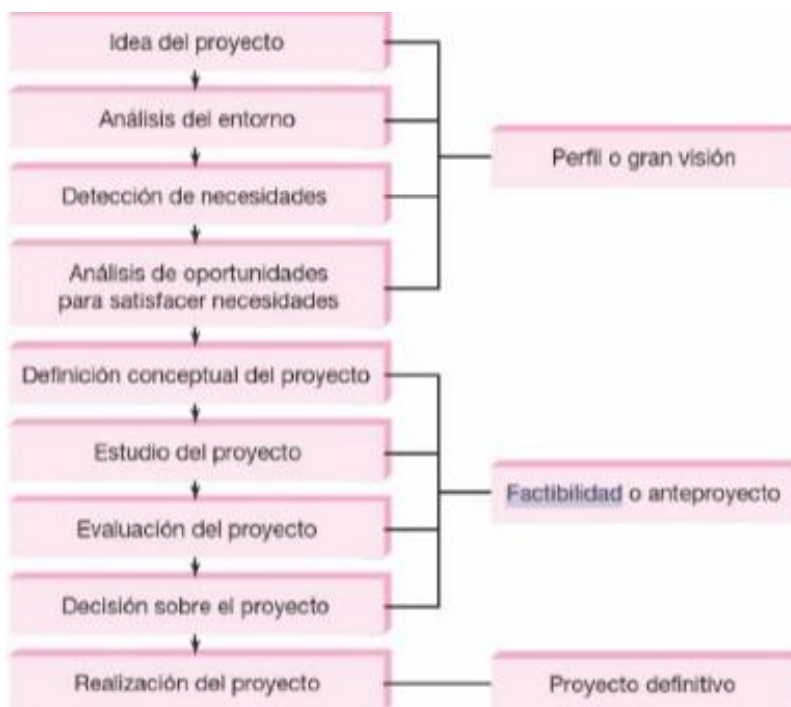 Idea del proyecto
Análisis del entorno
Detección de necesidades
Análisis de oportunidades
para satisfacer necesidades
Perfil o gran visión
Definición conceptual del proyecto
Estudio del proyecto
Evaluación del proyecto
Decisión sobre el proyecto
Factibilidad o anteproyecto
Realización del proyecto
Proyecto definitivo